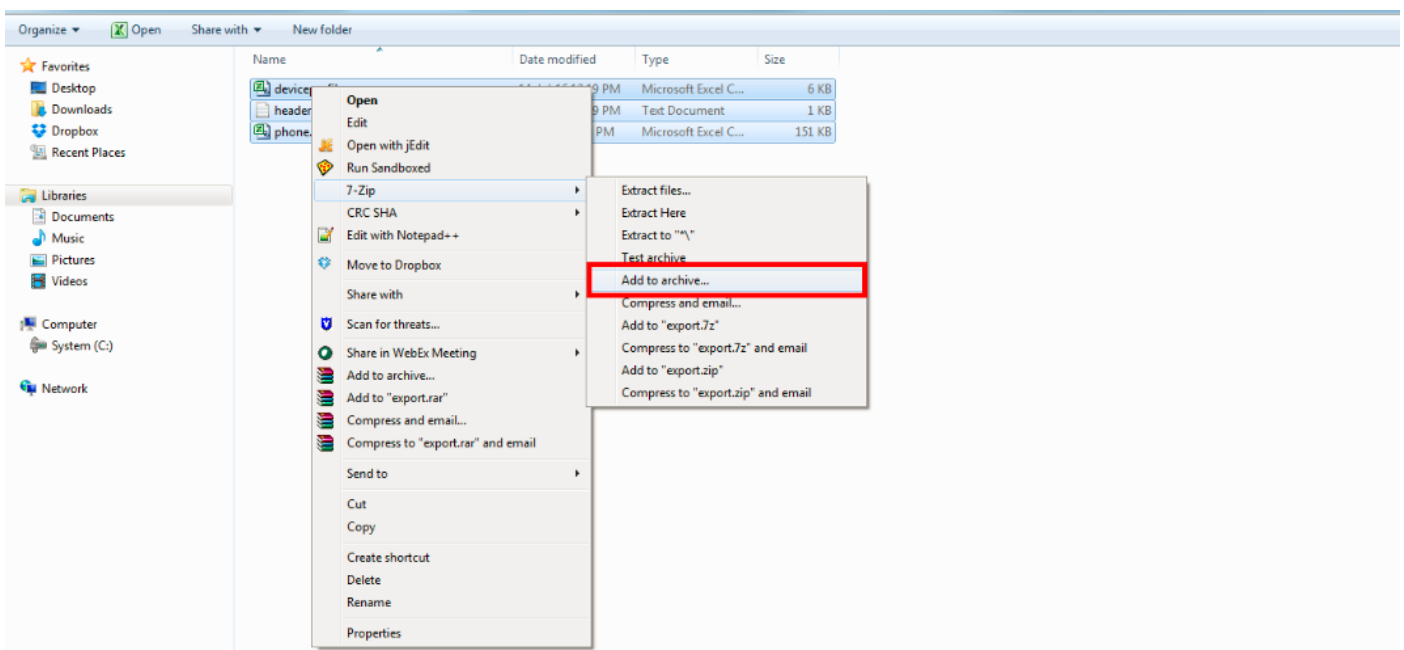 Organize Open Share with New folder
Name Date modified Type Size
Favorites
Desktop
Downloads
Dropbox
Recent Places
Libraries
Documents
Music
Pictures
Videos
Computer
System (C:)
Network
PM Microsoft Excel C... 6 KB
header PM Text Document 1 KB
phone. PM Microsoft Excel C... 151 KB
Open
Edit
Open with jEdit
Run Sandboxed
7-Zip
CRC SHA
Edit with Notepad++
Move to Dropbox
Share with
Scan for threats...
Share in WebEx Meeting
Add to archive...
Add to "export.rar"
Compress and email...
Compress to "export.rar" and email
Send to
Cut
Copy
Create shortcut
Delete
Rename
Properties
Extract files...
Extract Here
Extract to "*\"
Test archive
Add to archive...
Compress and email...
Add to "export.7z"
Compress to "export.7z" and email
Add to "export.zip"
Compress to "export.zip" and email